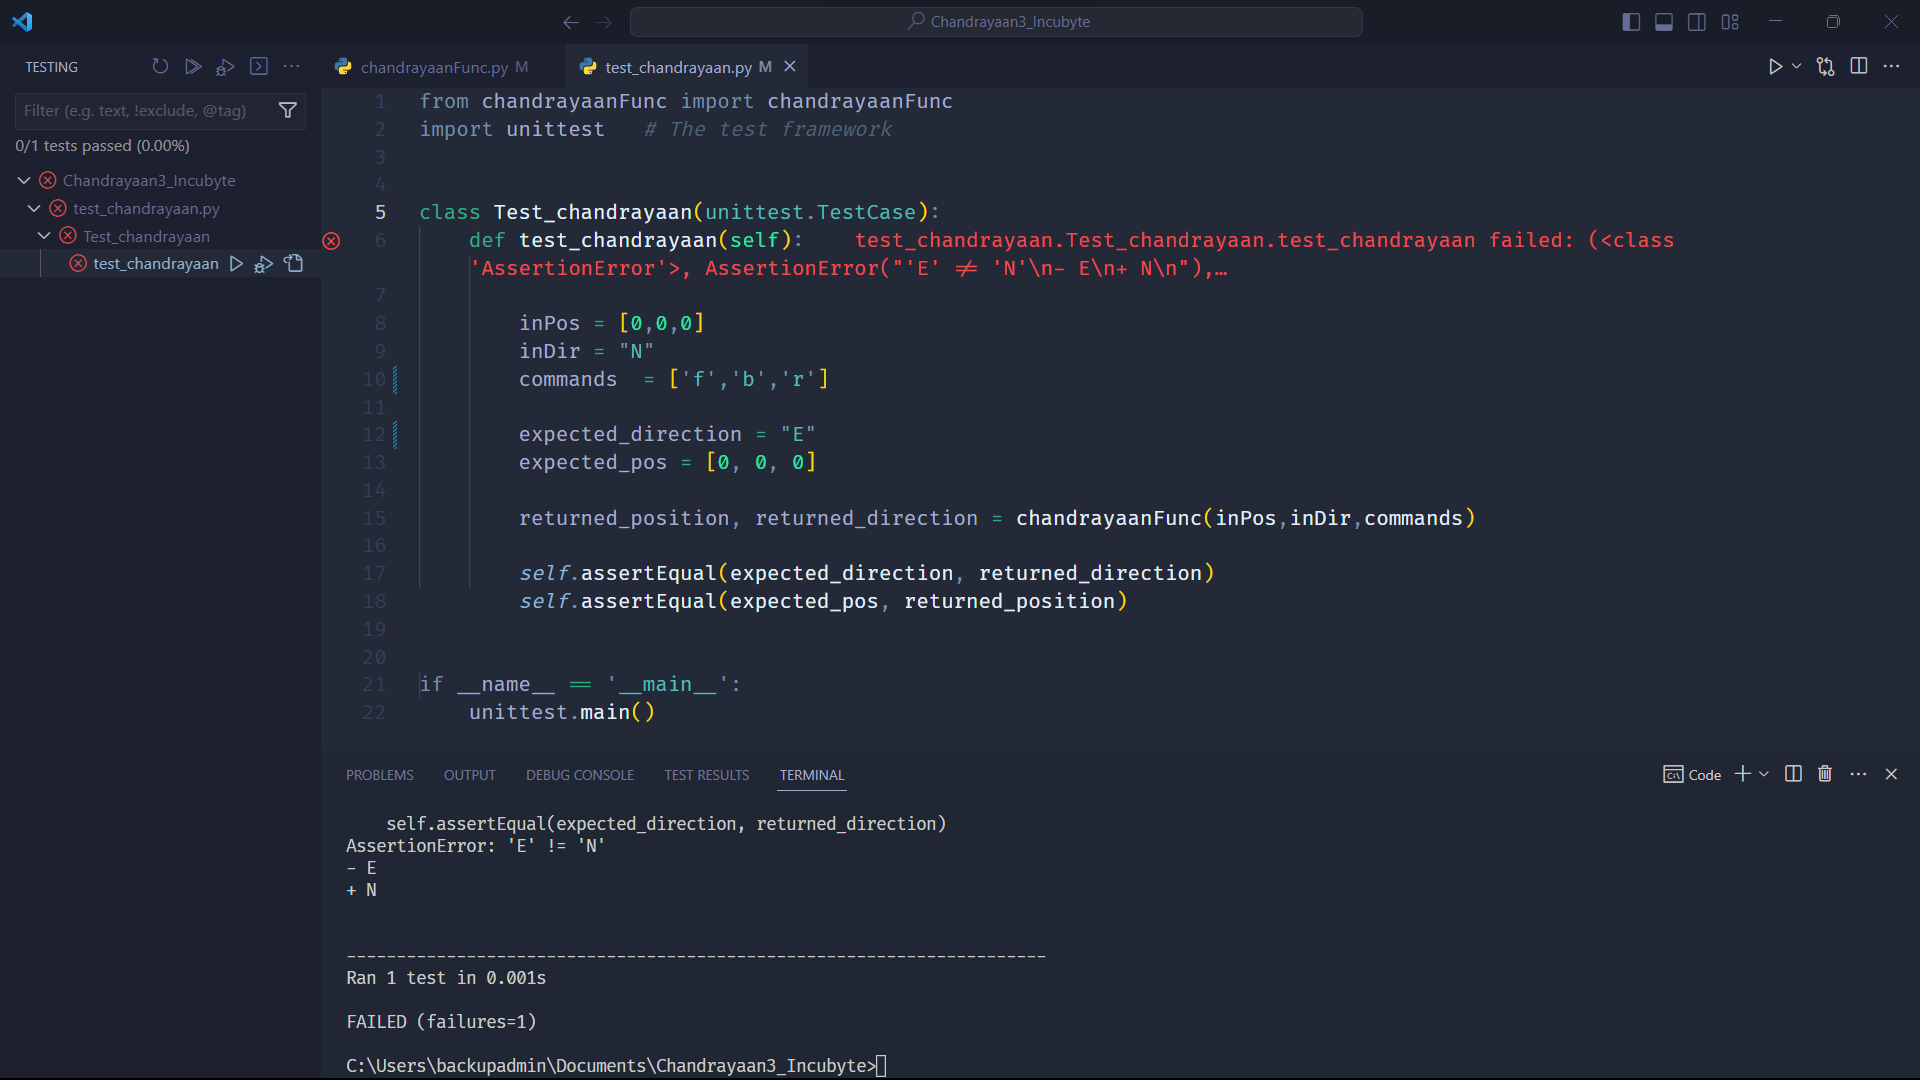 Chandrayaan3_Incubyte
TESTING
Filter (e.g. text, !exclude, @tag)
0/1 tests passed (0.00%)
Chandrayaan3_Incubyte
test_chandrayaan.py
Test_chandrayaan
test_chandrayaan
chandrayaanFunc.py M
test_chandrayaan.py M
1 from chandrayaanFunc import chandrayaanFunc
2 import unittest   # The test framework
3
4
5 class Test_chandrayaan(unittest.TestCase):
6     def test_chandrayaan(self):    test_chandrayaan.Test_chandrayaan.test_chandrayaan failed: (<class
'AssertionError'>, AssertionError("'E' != 'N'\n- E\n+ N\n"),…
7
8         inPos = [0,0,0]
9         inDir = "N"
10         commands  = ['f','b','r']
11
12         expected_direction = "E"
13         expected_pos = [0, 0, 0]
14
15         returned_position, returned_direction = chandrayaanFunc(inPos,inDir,commands)
16
17         self.assertEqual(expected_direction, returned_direction)
18         self.assertEqual(expected_pos, returned_position)
19
20
21 if __name__ == '__main__':
22     unittest.main()
PROBLEMS OUTPUT DEBUG CONSOLE TEST RESULTS TERMINAL
Code
    self.assertEqual(expected_direction, returned_direction)
AssertionError: 'E' != 'N'
- E
+ N
----------------------------------------------------------------------
Ran 1 test in 0.001s
FAILED (failures=1)
C:\Users\backupadmin\Documents\Chandrayaan3_Incubyte>